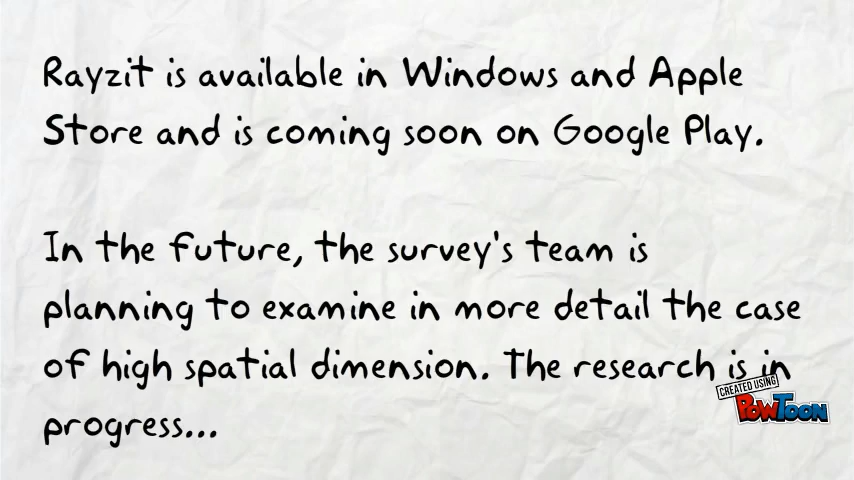 Rayzit is available in Windows and Apple
Store and is coming soon on Google Play.
In the future, the survey's team is
planning to examine in more detail the case
of high spatial dimension. The research is in
progress...
CREATED USING
POWTOON